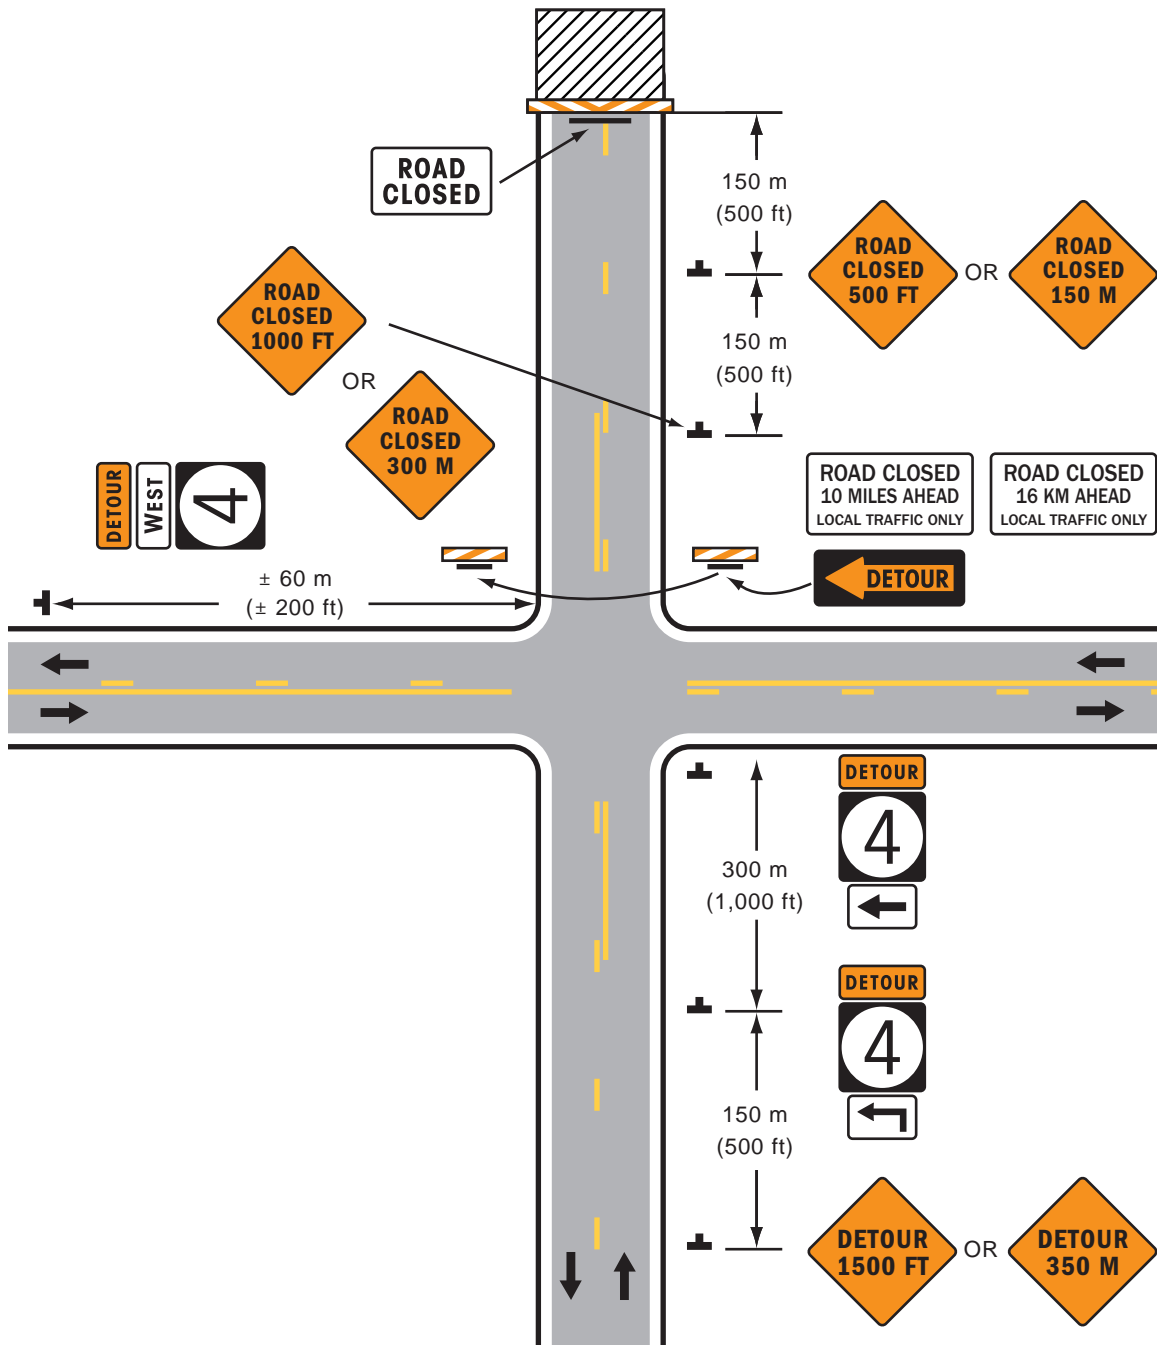 ROAD
CLOSED
150 m
(500 ft)
ROAD
CLOSED
500 FT
OR
ROAD
CLOSED
150 M
ROAD
CLOSED
1000 FT
OR
ROAD
CLOSED
300 M
150 m
(500 ft)
DETOUR
WEST
4
ROAD CLOSED
10 MILES AHEAD
LOCAL TRAFFIC ONLY
ROAD CLOSED
16 KM AHEAD
LOCAL TRAFFIC ONLY
DETOUR
± 60 m
(± 200 ft)
DETOUR
4
300 m
(1,000 ft)
DETOUR
4
150 m
(500 ft)
DETOUR
1500 FT
OR
DETOUR
350 M